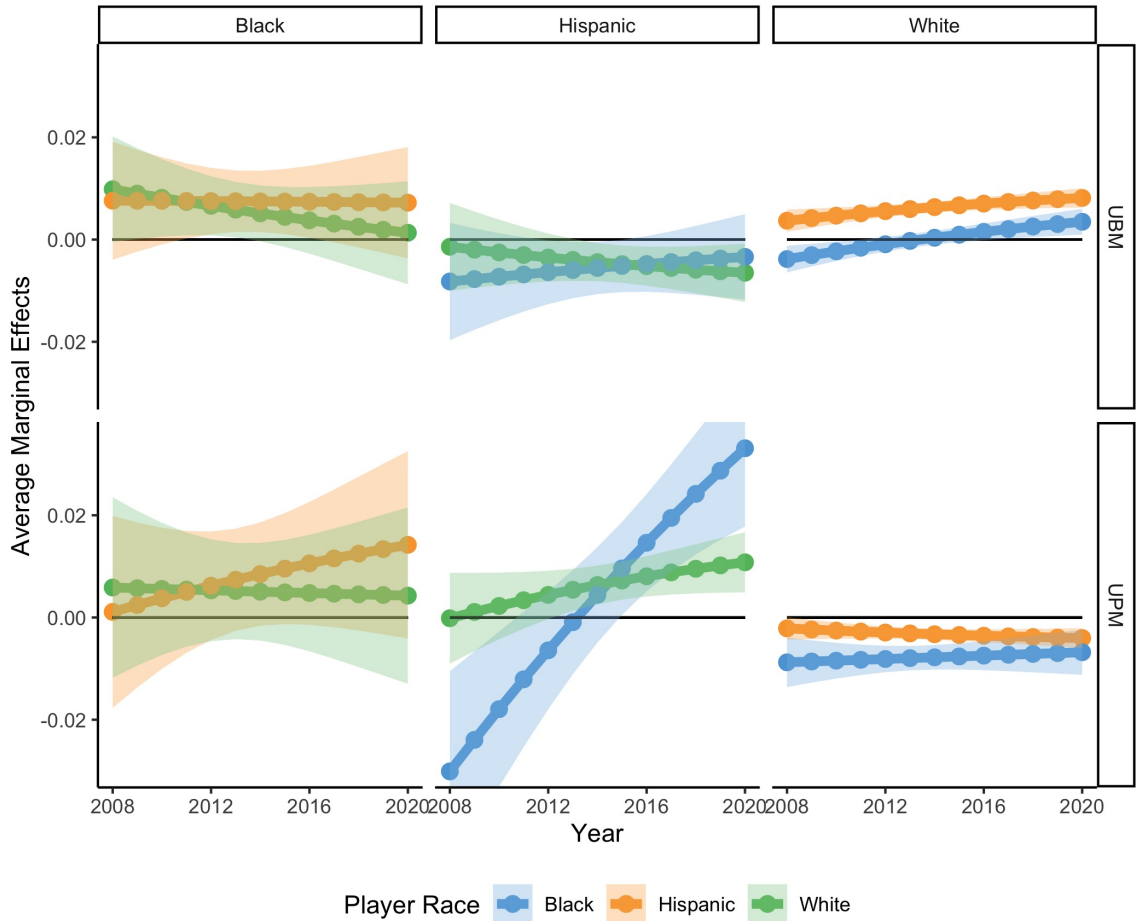 Black Hispanic White
0.02
0.00
-0.02
UBM
Average Marginal Effects
0.02
0.00
-0.02
UPM
2008 2012 2016 2020 2008 2012 2016 2020 2008 2012 2016 2020
Year
Player Race Black Hispanic White